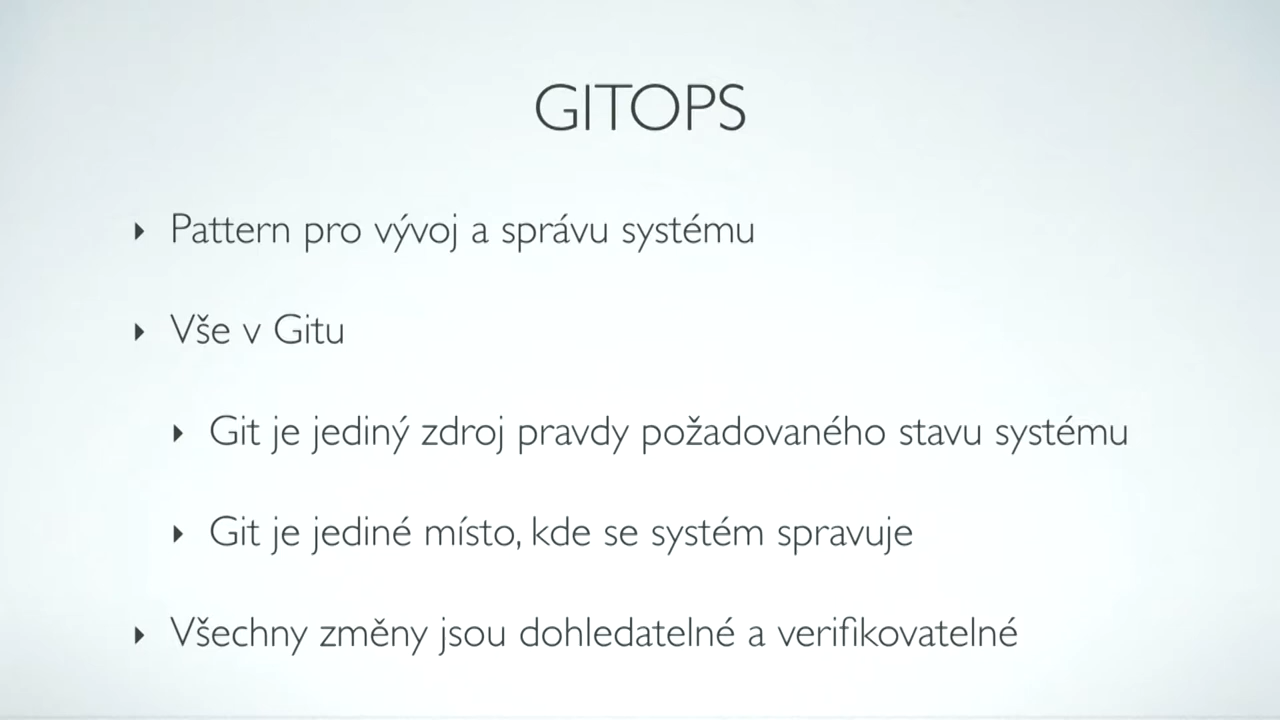 GITOPS
Pattern pro vývoj a správu systému
Vše v Gitu
Git je jediný zdroj pravdy požadovaného stavu systému
Git je jediné místo, kde se systém spravuje
Všechny změny jsou dohledatelné a verifikovatelné